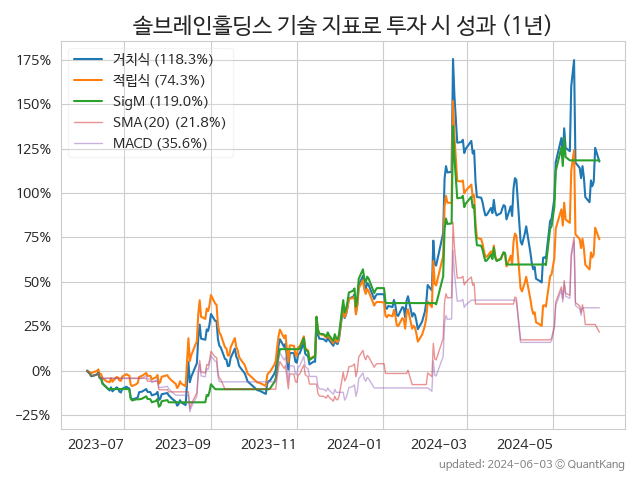 솔브레인홀딩스 기술 지표로 투자 시 성과 (1년)
175%
150%
125%
100%
75%
50%
25%
0%
−25%
거치식 (118.3%)
적립식 (74.3%)
SigM (119.0%)
SMA(20) (21.8%)
MACD (35.6%)
2023-07 2023-09 2023-11 2024-01 2024-03 2024-05
updated: 2024-06-03 © QuantKang